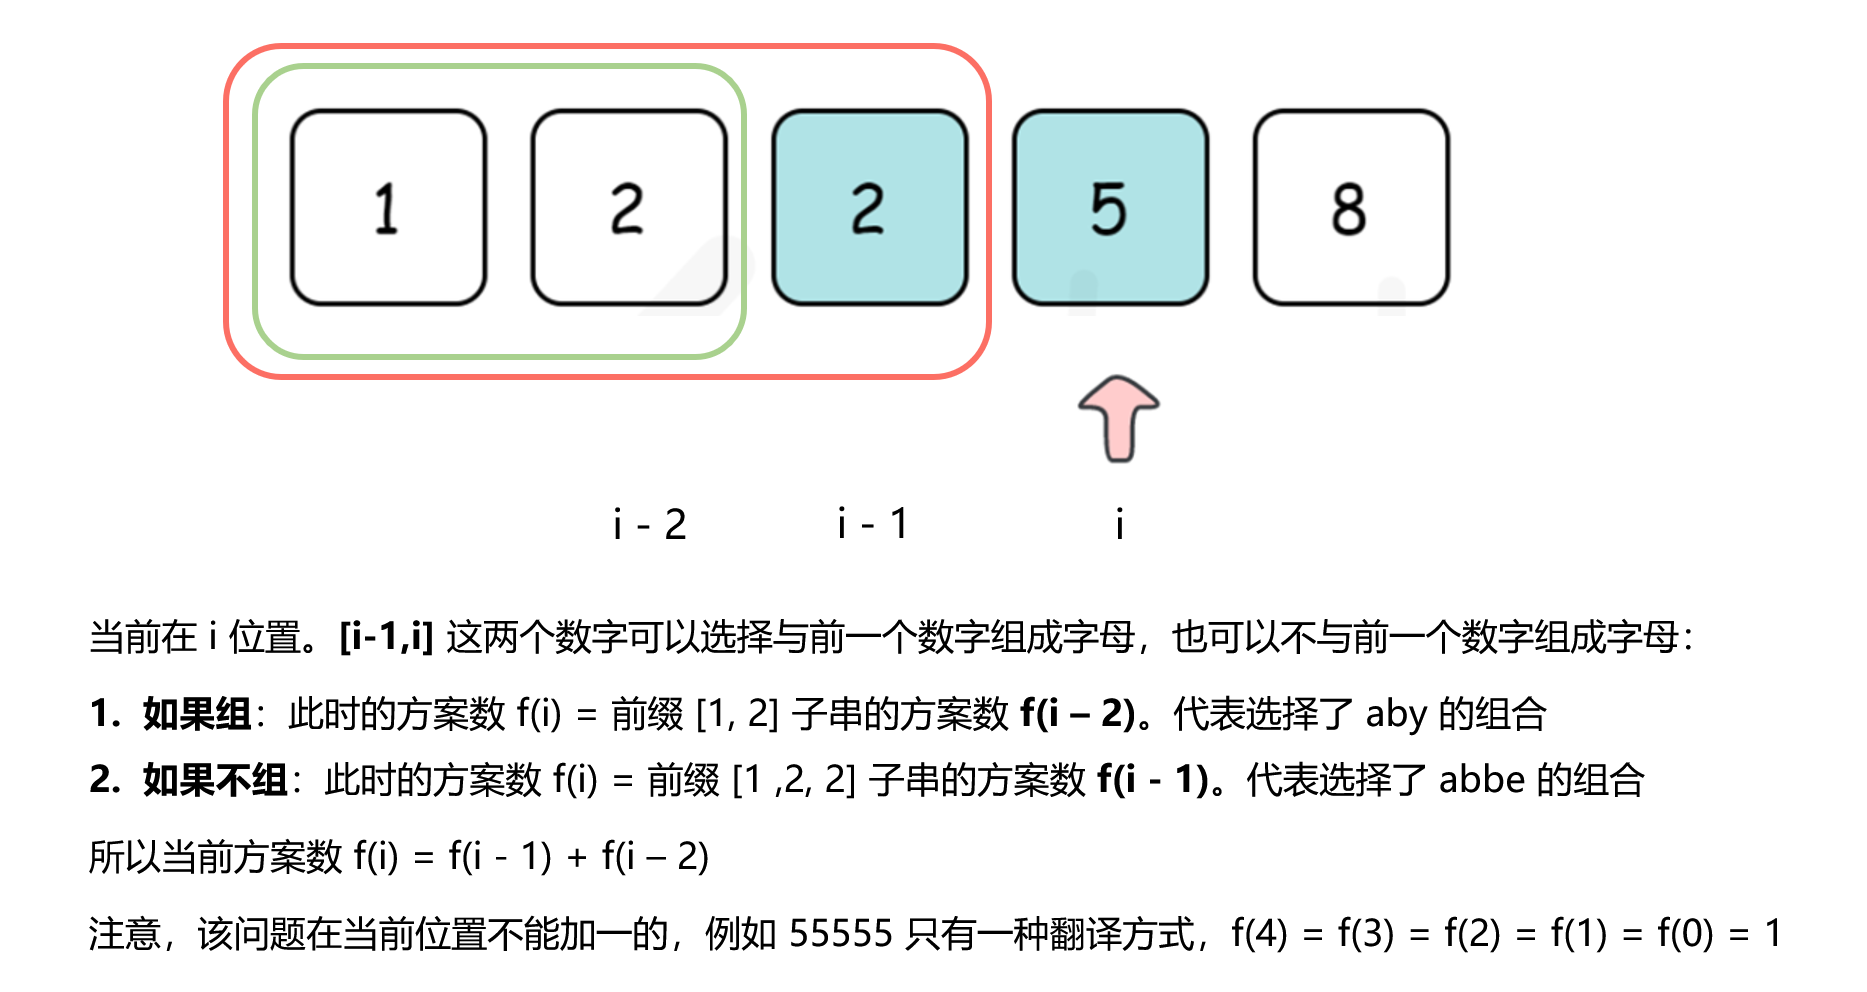 1 2 2 5 8
i - 2 i - 1 i
当前在 i 位置。[i-1,i] 这两个数字可以选择与前一个数字组成字母，也可以不与前一个数字组成字母：
1. 如果组：此时的方案数 f(i) = 前缀 [1, 2] 子串的方案数 f(i – 2)。代表选择了 aby 的组合
2. 如果不组：此时的方案数 f(i) = 前缀 [1 ,2, 2] 子串的方案数 f(i - 1)。代表选择了 abbe 的组合
所以当前方案数 f(i) = f(i - 1) + f(i – 2)
注意，该问题在当前位置不能加一的，例如 55555 只有一种翻译方式，f(4) = f(3) = f(2) = f(1) = f(0) = 1